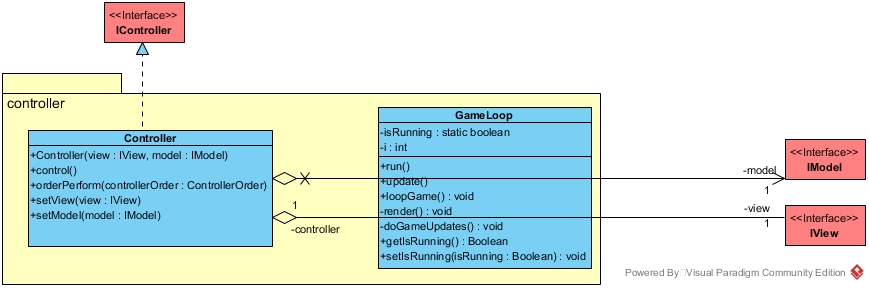 <<Interface>>
IController
controller
Controller
+Controller(view : IView, model : IModel)
+control()
+orderPerform(controllerOrder : ControllerOrder)
+setView(view : IView)
+setModel(model : IModel)
GameLoop
-isRunning : static boolean
-i : int
+run()
+update()
+loopGame() : void
-render() : void
-doGameUpdates() : void
+getIsRunning() : Boolean
+setIsRunning(isRunning : Boolean) : void
1
-controller
-model
1
-view
1
<<Interface>>
IModel
<<Interface>>
IView
Powered By Visual Paradigm Community Edition